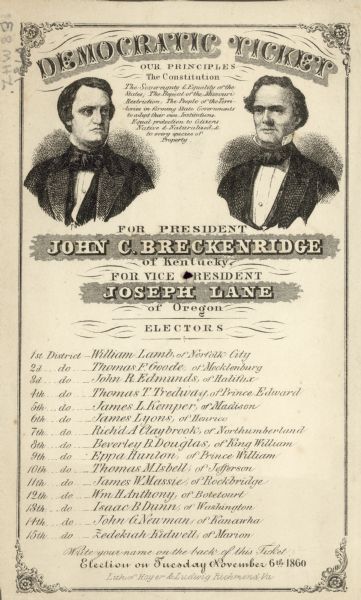 DEMOCRATIC TICKET
OUR PRINCIPLES
The Constitution
The Sovereignty & Equality of the
States, The Repeal of the Missouri
Restriction, The People of the Terri-
tories in forming State Governments
to adopt their own Institutions.
Equal protection to Citizens
Native & Naturalised, &
to every species of
Property
FOR PRESIDENT
JOHN C. BRECKENRIDGE
of Kentucky
FOR VICE PRESIDENT
JOSEPH LANE
of Oregon
ELECTORS
1st District — William Lamb, of Norfolk City
2d .. do — Thomas F. Goode, of Mecklenburg
3d .. do — John R. Edmunds, of Halifax
4th .. do — Thomas T. Tredway, of Prince Edward
5th .. do — James L. Kemper, of Madison
6th .. do — James Lyons, of Henrico
7th .. do — Richd. A Claybrook, of Northumberland
8th .. do — Beverley B. Douglas, of King William
9th .. do — Eppa Hunton, of Prince William
10th .. do — Thomas M. Isbell, of Jefferson
11th .. do — James W. Massie, of Rockbridge
12th .. do — Wm. H. Anthony, of Botetourt
13th .. do — Isaac B. Dunn, of Washington
14th .. do — John G. Newman, of Kanawha
15th .. do — Zedekiah Kidwell, of Marion
Write your name on the back of this Ticket
Election on Tuesday November 6th. 1860
Lith. of Hoyer & Ludwig Richmond Va.